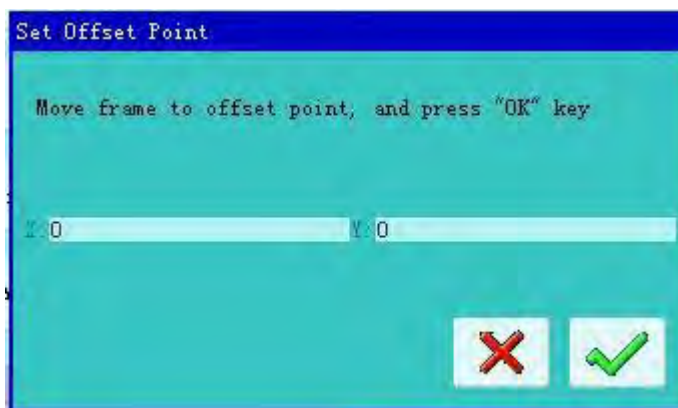 Set Offset Point
Move frame to offset point, and press "OK" key
X:0 Y:0